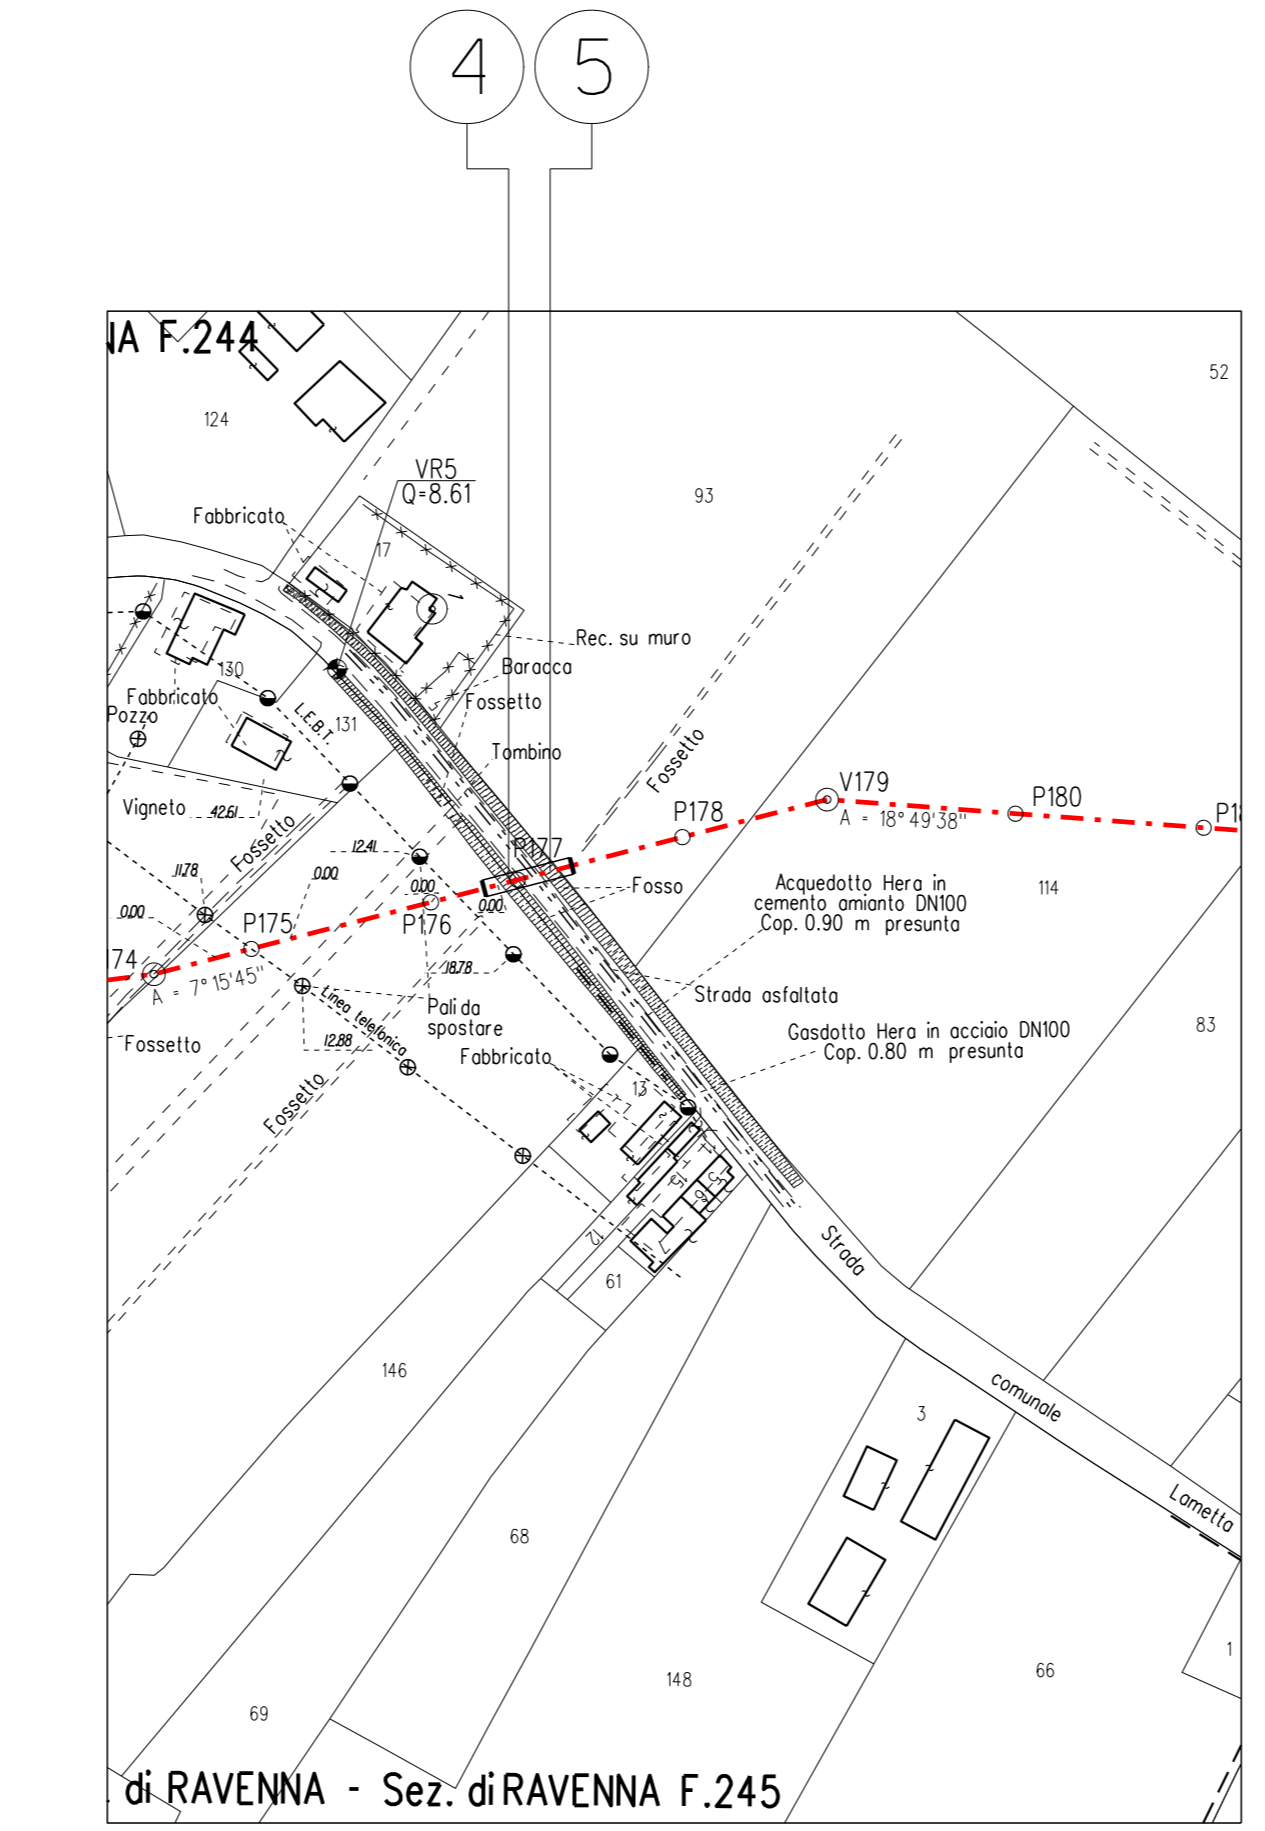 4
5
NA F.244
52
124
VR5
Q=8.61
93
Fabbricato
17
1
Rec. su muro
130
Baracca
Fabbricato
Fossetto
Pozzo
L.E.B.T.
131
Tombino
Fossetto
V179
P180
Vigneto
42.61
P178
A = 18° 49'38"
Fossetto
12.41
P177
11.78
0.00
0.00
Fosso
Acquedotto Hera in
cemento amianto DN100
Cop. 0.90 m presunta
114
0.00
0.00
P175
P176
174
18.78
A = 7° 15'45"
Linea telefonica
Pali da
spostare
Strada asfaltata
83
Fossetto
12.88
Gasdotto Hera in acciaio DN100
Cop. 0.80 m presunta
Fabbricato
Fossetto
13
15
5
6
7
12
61
Strada
146
comunale
3
Lametta
68
1
148
66
69
. di RAVENNA - Sez. di RAVENNA F.245